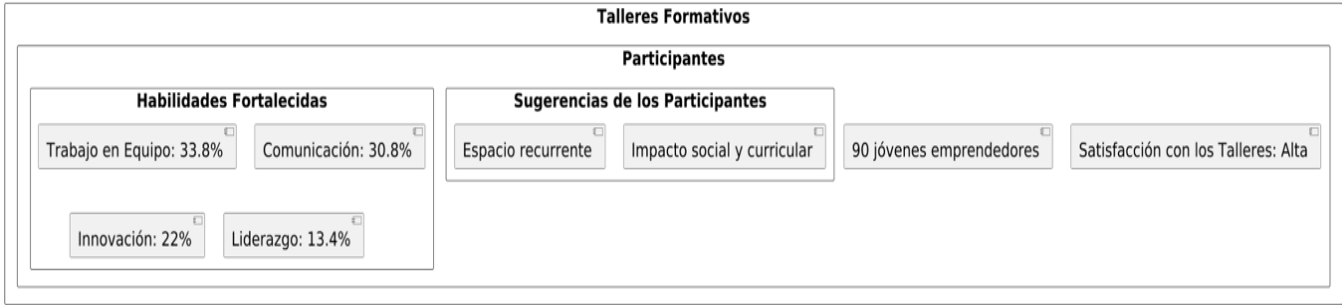 Talleres Formativos
Participantes
Habilidades Fortalecidas
Trabajo en Equipo: 33.8%
Comunicación: 30.8%
Innovación: 22%
Liderazgo: 13.4%
Sugerencias de los Participantes
Espacio recurrente
Impacto social y curricular
90 jóvenes emprendedores
Satisfacción con los Talleres: Alta